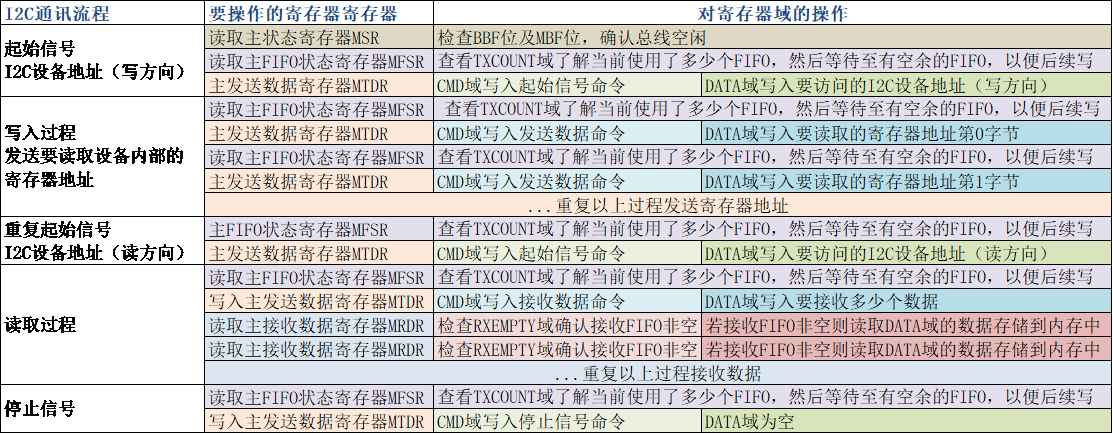 I2C通讯流程 要操作的寄存器寄存器 对寄存器域的操作
起始信号
I2C设备地址（写方向）
读取主状态寄存器MSR 检查BBF位及MBF位，确认总线空闲
读取主FIFO状态寄存器MFSR 查看TXCOUNT域了解当前使用了多少个FIFO，然后等待至有空余的FIFO，以便后续写
主发送数据寄存器MTDR CMD域写入起始信号命令 DATA域写入要访问的I2C设备地址（写方向）
写入过程
发送要读取设备内部的
寄存器地址
读取主FIFO状态寄存器MFSR 查看TXCOUNT域了解当前使用了多少个FIFO，然后等待至有空余的FIFO，以便后续写
主发送数据寄存器MTDR CMD域写入发送数据命令 DATA域写入要读取的寄存器地址第0字节
读取主FIFO状态寄存器MFSR 查看TXCOUNT域了解当前使用了多少个FIFO，然后等待至有空余的FIFO，以便后续写
主发送数据寄存器MTDR CMD域写入发送数据命令 DATA域写入要读取的寄存器地址第1字节
...重复以上过程发送寄存器地址
重复起始信号
I2C设备地址（读方向）
主FIFO状态寄存器MFSR 查看TXCOUNT域了解当前使用了多少个FIFO，然后等待至有空余的FIFO，以便后续写
主发送数据寄存器MTDR CMD域写入起始信号命令 DATA域写入要访问的I2C设备地址（读方向）
读取过程
读取主FIFO状态寄存器MFSR 查看TXCOUNT域了解当前使用了多少个FIFO，然后等待至有空余的FIFO，以便后续写
写入主发送数据寄存器MTDR CMD域写入接收数据命令 DATA域写入要接收多少个数据
读取主接收数据寄存器MRDR 检查RXEMPTY域确认接收FIFO非空 若接收FIFO非空则读取DATA域的数据存储到内存中
读取主接收数据寄存器MRDR 检查RXEMPTY域确认接收FIFO非空 若接收FIFO非空则读取DATA域的数据存储到内存中
...重复以上过程接收数据
停止信号
读取主FIFO状态寄存器MFSR 查看TXCOUNT域了解当前使用了多少个FIFO，然后等待至有空余的FIFO，以便后续写
写入主发送数据寄存器MTDR CMD域写入停止信号命令 DATA域为空